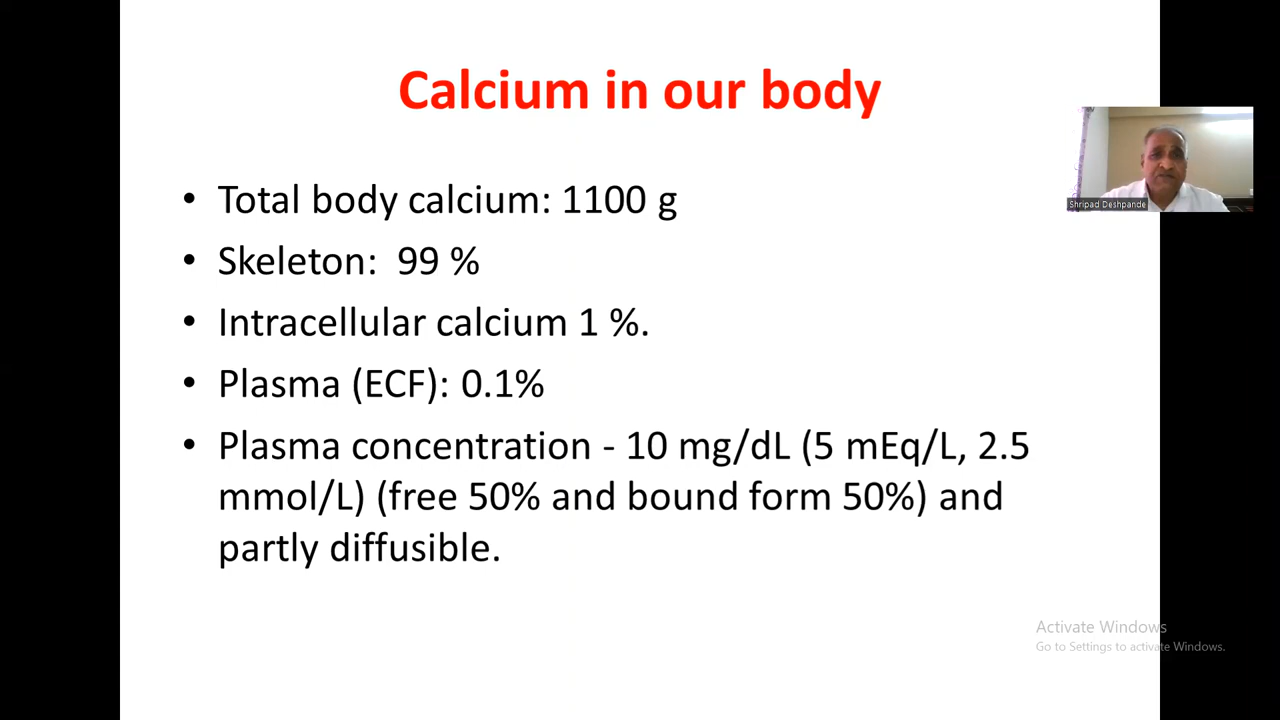 Calcium in our body
• Total body calcium: 1100 g
• Skeleton:  99 %
• Intracellular calcium 1 %.
• Plasma (ECF): 0.1%
• Plasma concentration - 10 mg/dL (5 mEq/L, 2.5
mmol/L) (free 50% and bound form 50%) and
partly diffusible.
Shripad Deshpande
Activate Windows
Go to Settings to activate Windows.